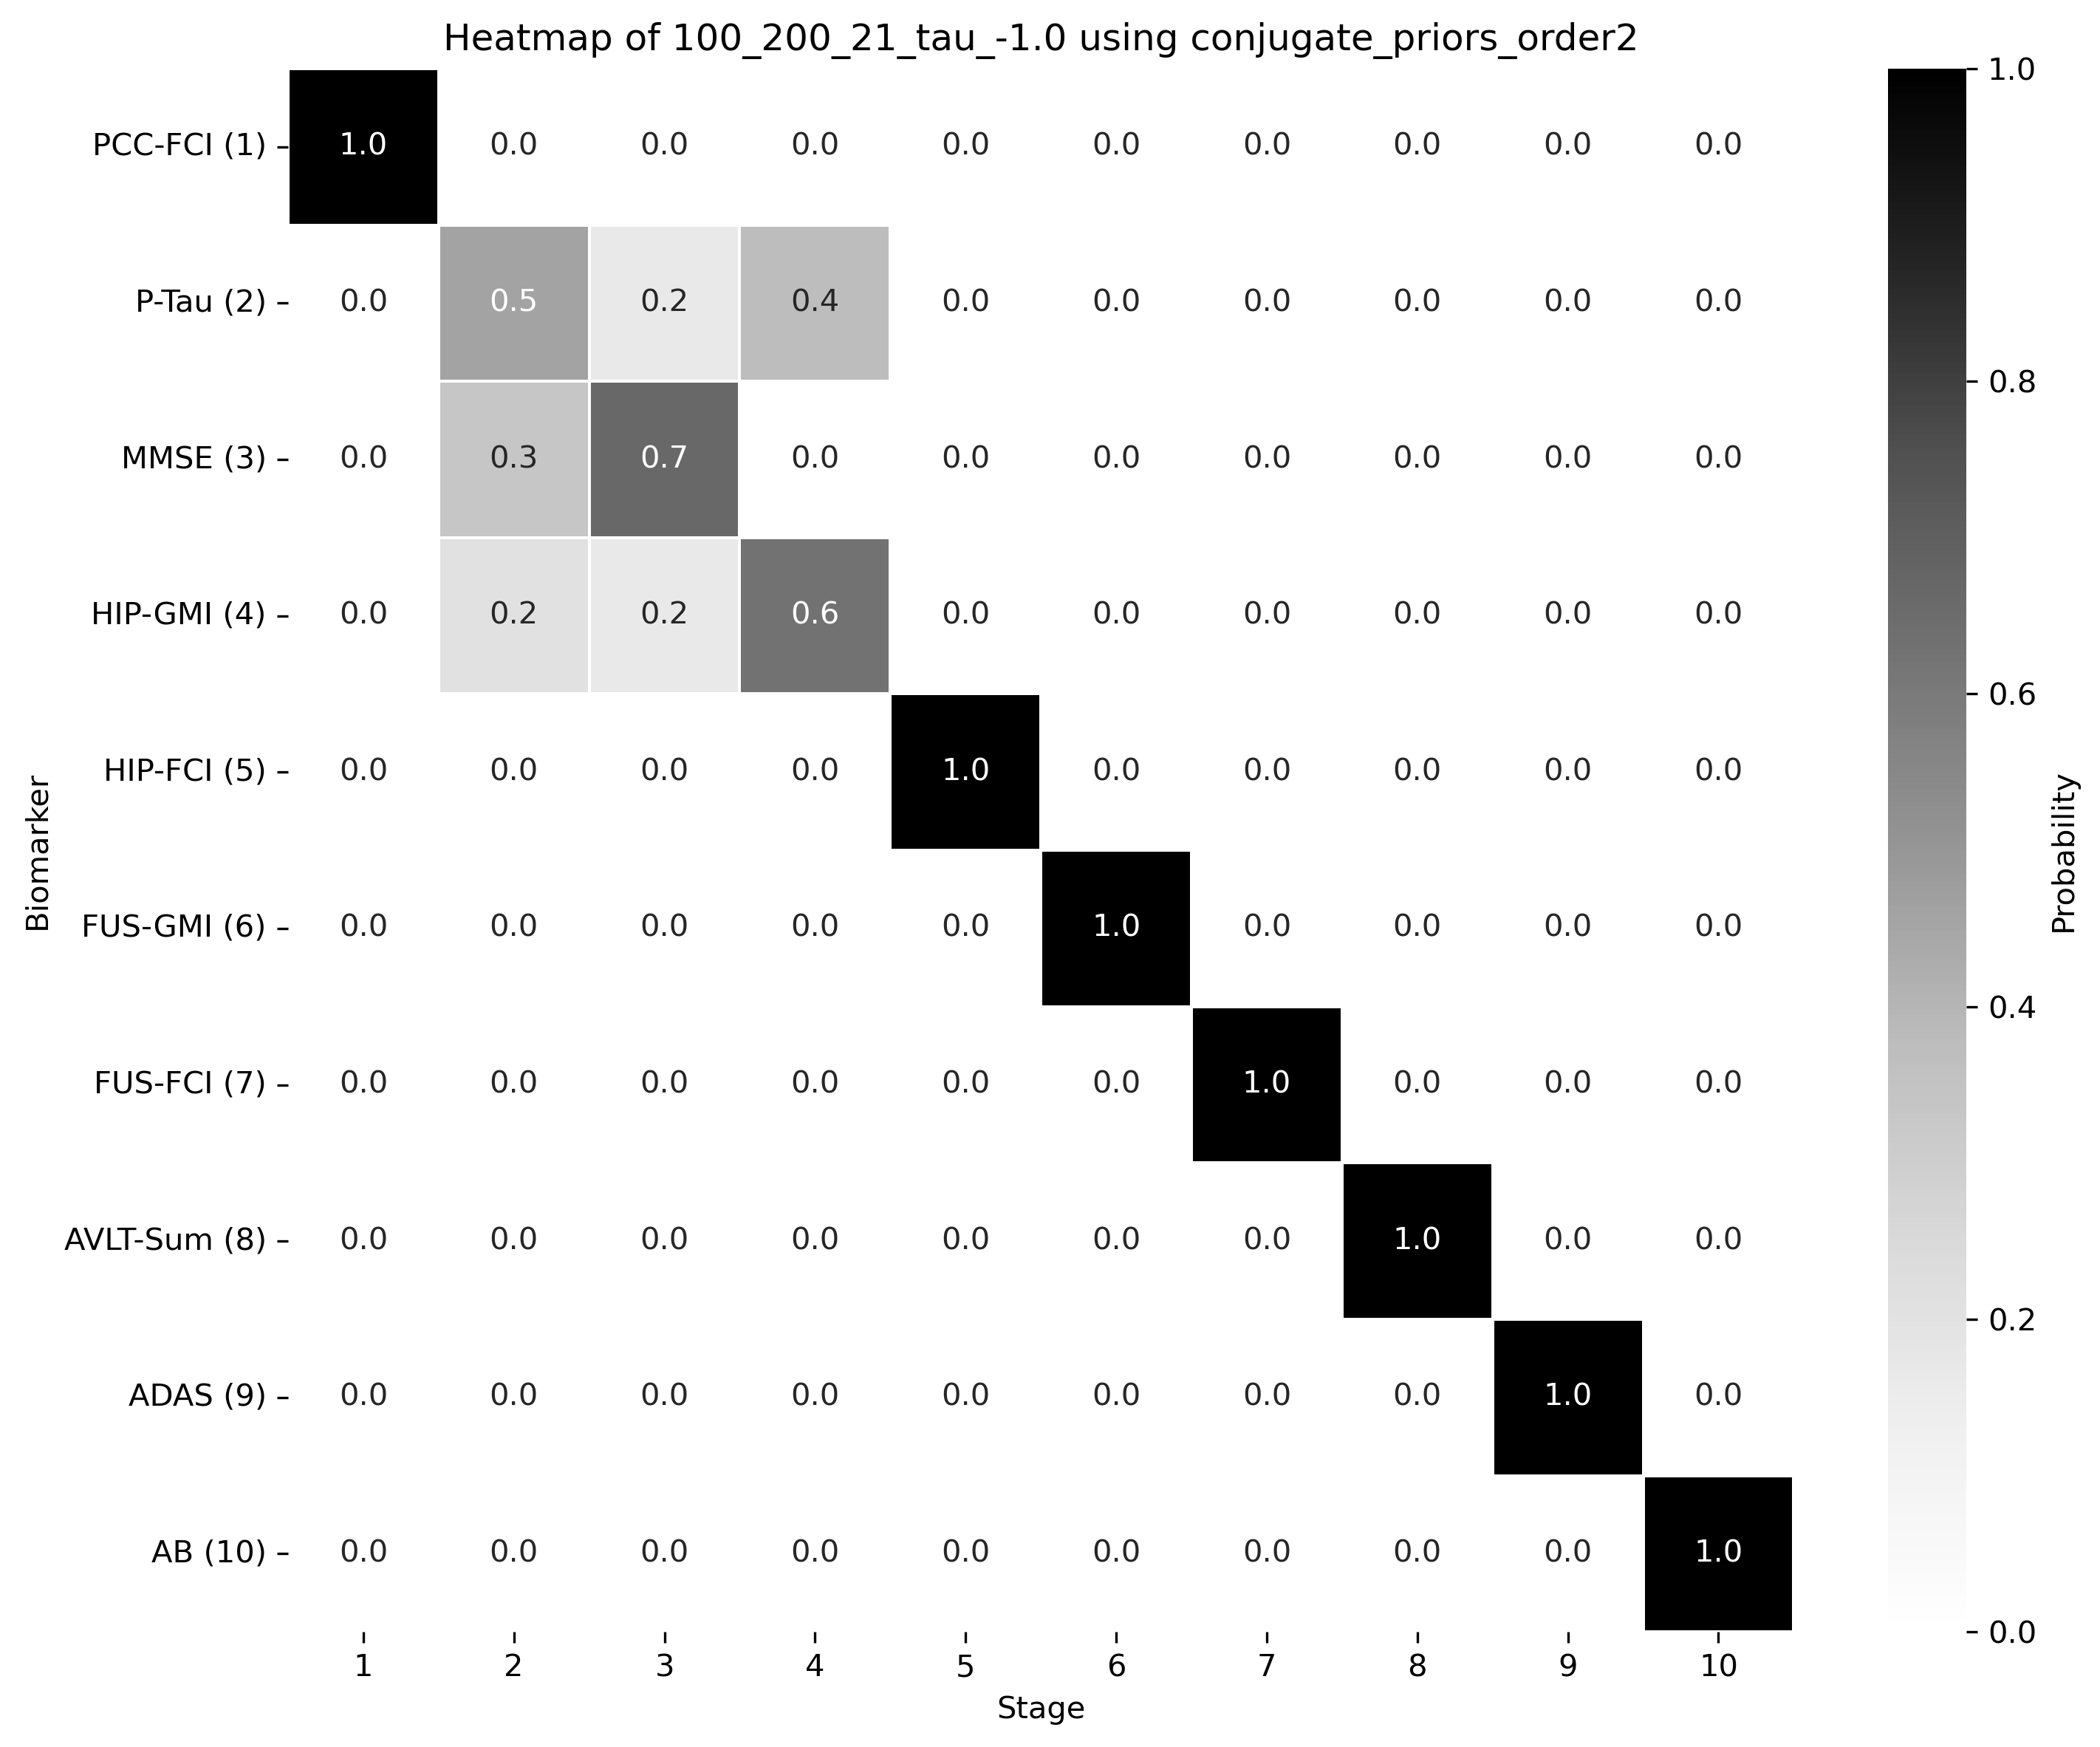 Heatmap of 100_200_21_tau_-1.0 using conjugate_priors_order2
PCC-FCI (1) 1.0 0.0 0.0 0.0 0.0 0.0 0.0 0.0 0.0 0.0
P-Tau (2) 0.0 0.5 0.2 0.4 0.0 0.0 0.0 0.0 0.0 0.0
MMSE (3) 0.0 0.3 0.7 0.0 0.0 0.0 0.0 0.0 0.0 0.0
HIP-GMI (4) 0.0 0.2 0.2 0.6 0.0 0.0 0.0 0.0 0.0 0.0
HIP-FCI (5) 0.0 0.0 0.0 0.0 1.0 0.0 0.0 0.0 0.0 0.0
FUS-GMI (6) 0.0 0.0 0.0 0.0 0.0 1.0 0.0 0.0 0.0 0.0
FUS-FCI (7) 0.0 0.0 0.0 0.0 0.0 0.0 1.0 0.0 0.0 0.0
AVLT-Sum (8) 0.0 0.0 0.0 0.0 0.0 0.0 0.0 1.0 0.0 0.0
ADAS (9) 0.0 0.0 0.0 0.0 0.0 0.0 0.0 0.0 1.0 0.0
AB (10) 0.0 0.0 0.0 0.0 0.0 0.0 0.0 0.0 0.0 1.0
1 2 3 4 5 6 7 8 9 10
Stage
Biomarker
1.0
0.8
0.6
0.4
0.2
0.0
Probability